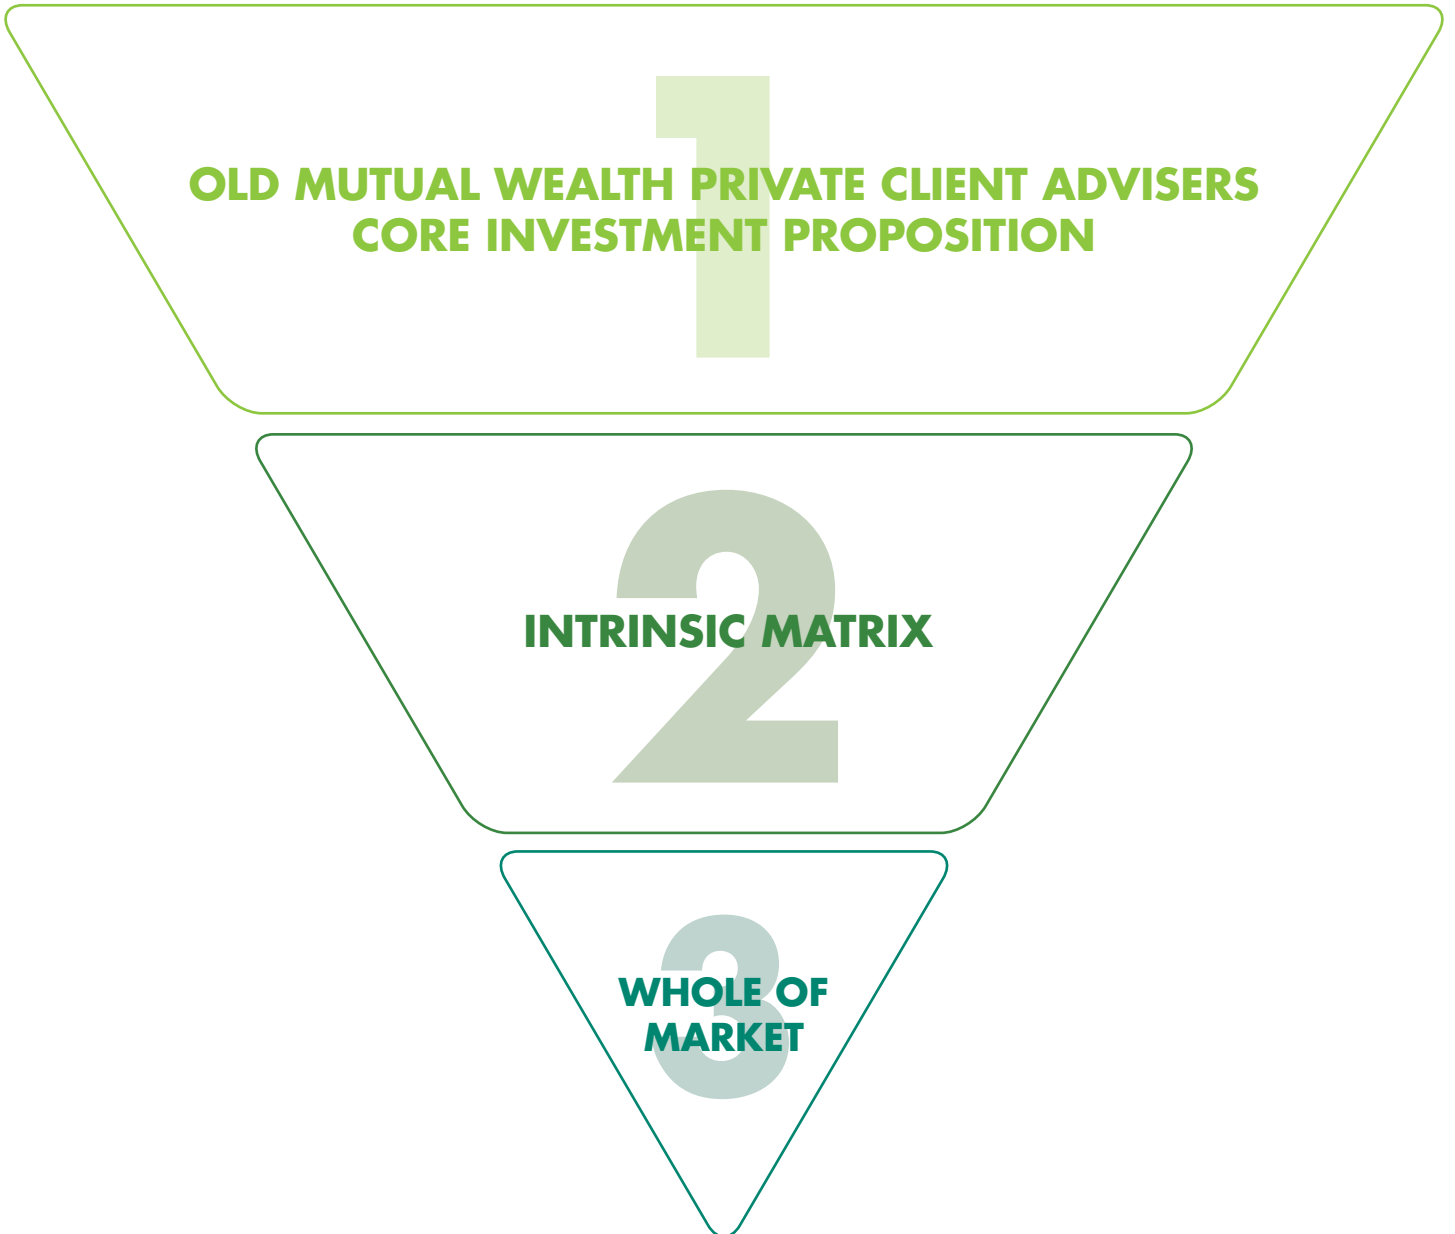 1
OLD MUTUAL WEALTH PRIVATE CLIENT ADVISERS
CORE INVESTMENT PROPOSITION
2
INTRINSIC MATRIX
3
WHOLE OF
MARKET